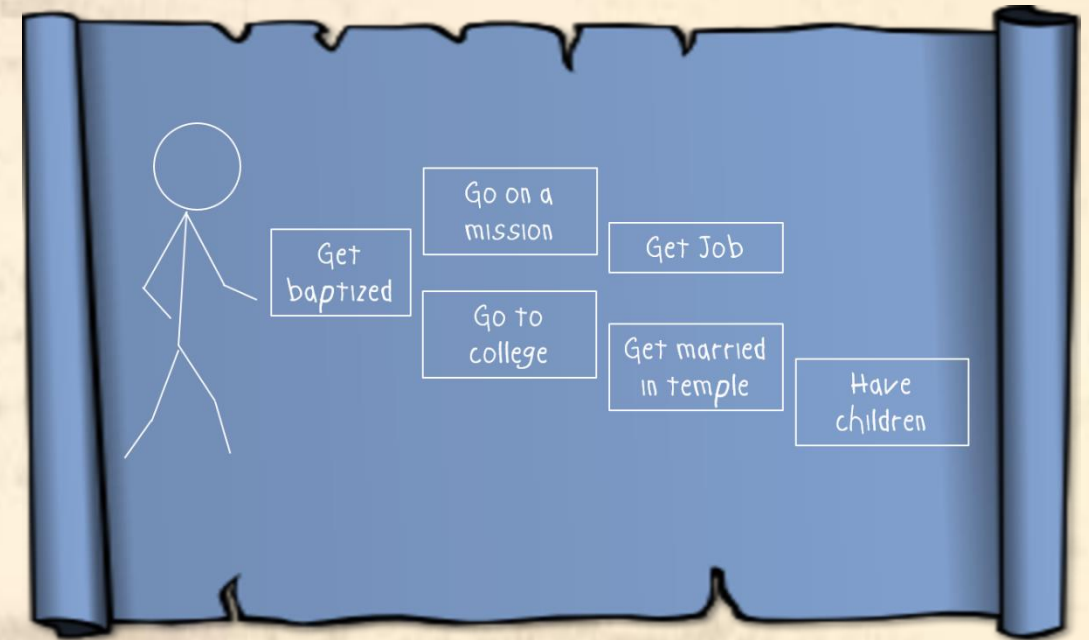 Get
baptized
Go on a
mission
Go to
college
Get Job
Get married
in temple
Have
children